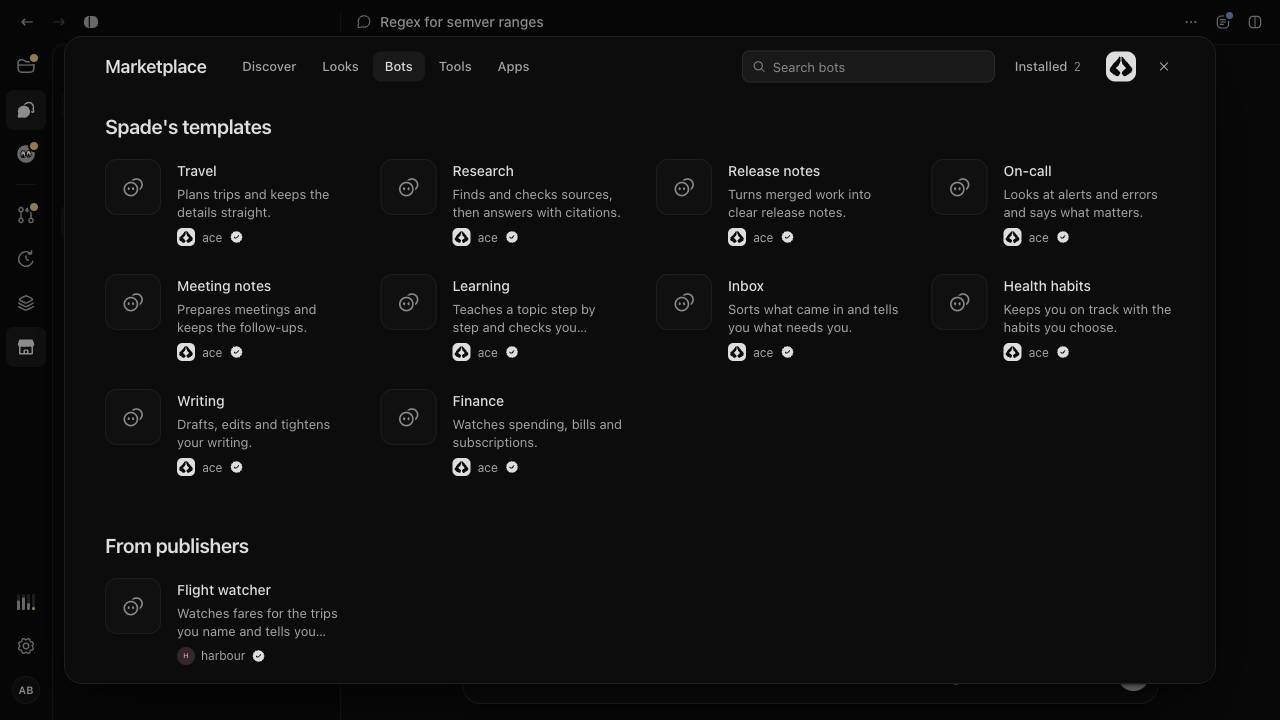 Regex for semver ranges
Marketplace
Discover
Looks
Bots
Tools
Apps
Search bots
Installed 2
Spade's templates
Travel
Plans trips and keeps the
details straight.
ace
Research
Finds and checks sources,
then answers with citations.
ace
Release notes
Turns merged work into
clear release notes.
ace
On-call
Looks at alerts and errors
and says what matters.
ace
Meeting notes
Prepares meetings and
keeps the follow-ups.
ace
Learning
Teaches a topic step by
step and checks you…
ace
Inbox
Sorts what came in and tells
you what needs you.
ace
Health habits
Keeps you on track with the
habits you choose.
ace
Writing
Drafts, edits and tightens
your writing.
ace
Finance
Watches spending, bills and
subscriptions.
ace
From publishers
Flight watcher
Watches fares for the trips
you name and tells you…
H
harbour
AB